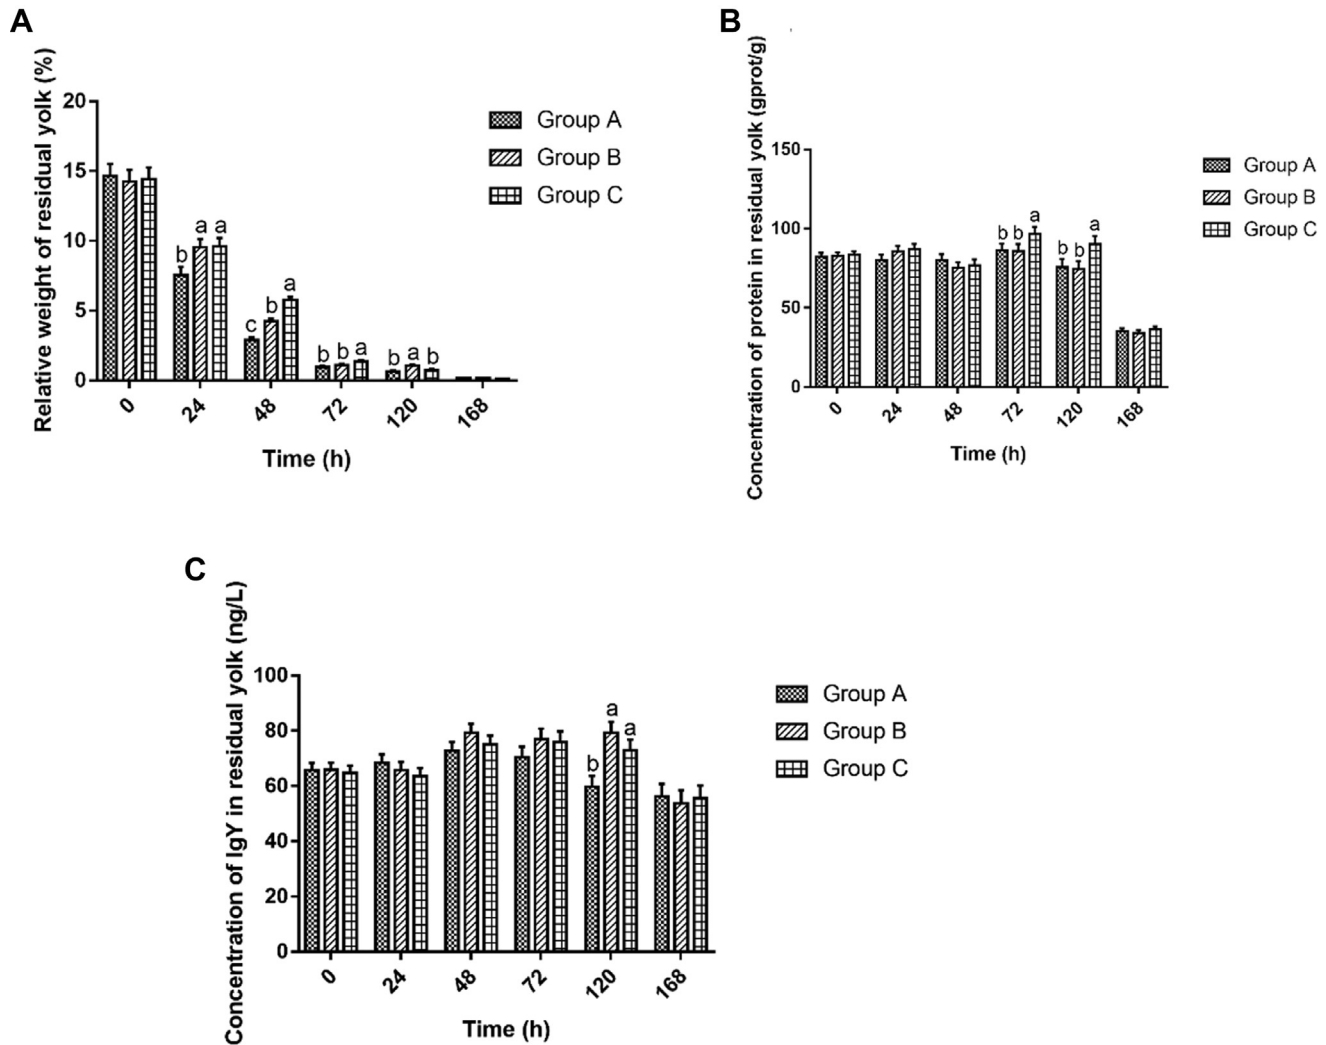 A
Relative weight of residual yolk (%)
20
15
10
5
0
b a a
c b a
b b a
b a b
0 24 48 72 120 168
Time (h)
Group A
Group B
Group C
B
Concentration of protein in residual yolk (gprot/g)
150
100
50
0
b b a
b b a
0 24 48 72 120 168
Time (h)
Group A
Group B
Group C
C
Concentration of IgY in residual yolk (ng/L)
100
80
60
40
20
0
b a a
0 24 48 72 120 168
Time (h)
Group A
Group B
Group C